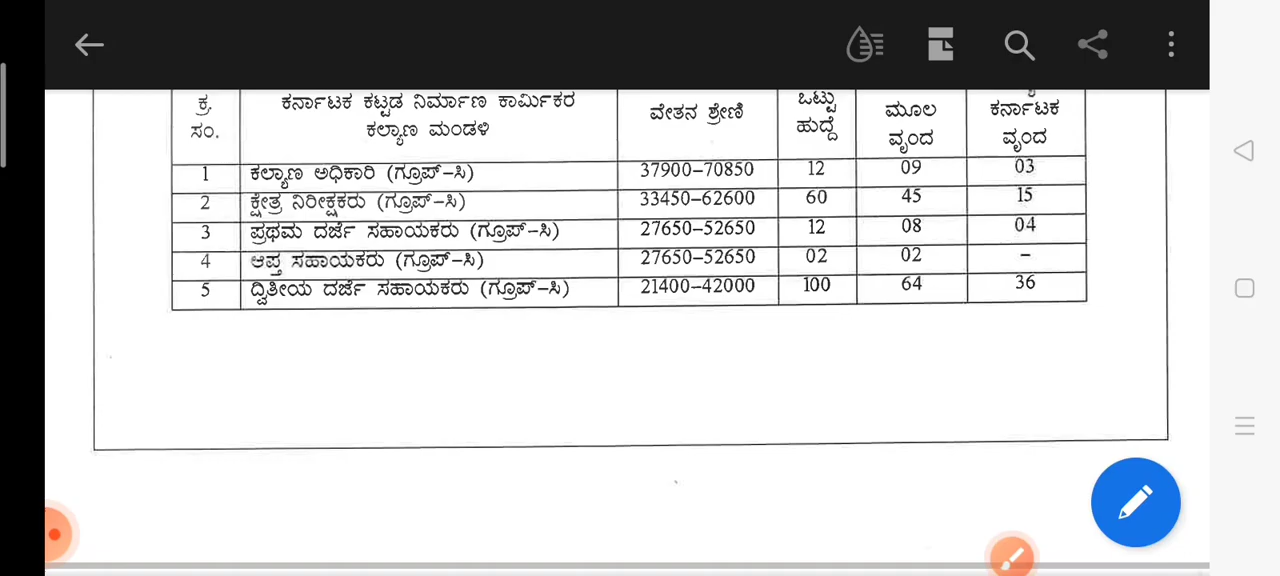 ಕ್ರ. ಕರ್ನಾಟಕ ಕಟ್ಟಡ ನಿರ್ಮಾಣ ಕಾರ್ಮಿಕರ ವೇತನ ಶ್ರೇಣಿ ಒಟ್ಟು ಮೂಲ ಕರ್ನಾಟಕ
ಸಂ. ಕಲ್ಯಾಣ ಮಂಡಳಿ ಹುದ್ದೆ ವೃಂದ ವೃಂದ
1 ಕಲ್ಯಾಣ ಅಧಿಕಾರಿ (ಗ್ರೂಪ್-ಸಿ) 37900-70850 12 09 03
2 ಕ್ಷೇತ್ರ ನಿರೀಕ್ಷಕರು (ಗ್ರೂಪ್-ಸಿ) 33450-62600 60 45 15
3 ಪ್ರಥಮ ದರ್ಜೆ ಸಹಾಯಕರು (ಗ್ರೂಪ್-ಸಿ) 27650-52650 12 08 04
4 ಆಪ್ತ ಸಹಾಯಕರು (ಗ್ರೂಪ್-ಸಿ) 27650-52650 02 02 -
5 ದ್ವಿತೀಯ ದರ್ಜೆ ಸಹಾಯಕರು (ಗ್ರೂಪ್-ಸಿ) 21400-42000 100 64 36